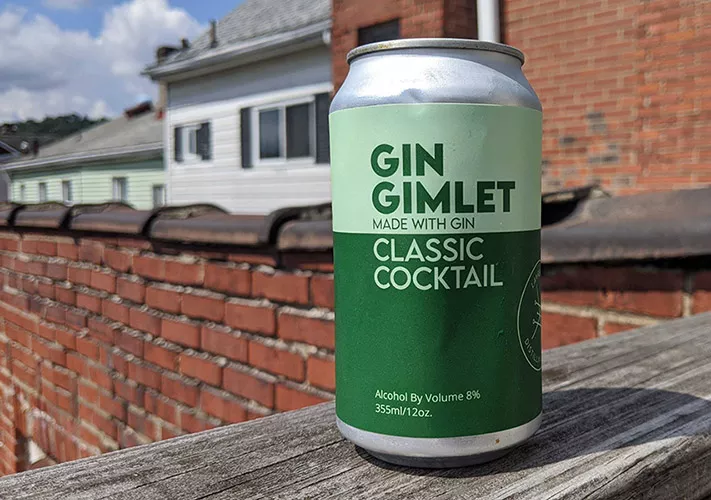 GIN
GIMLET
MADE WITH GIN
CLASSIC
COCKTAIL
Alcohol By Volume 8%
355ml/12oz.